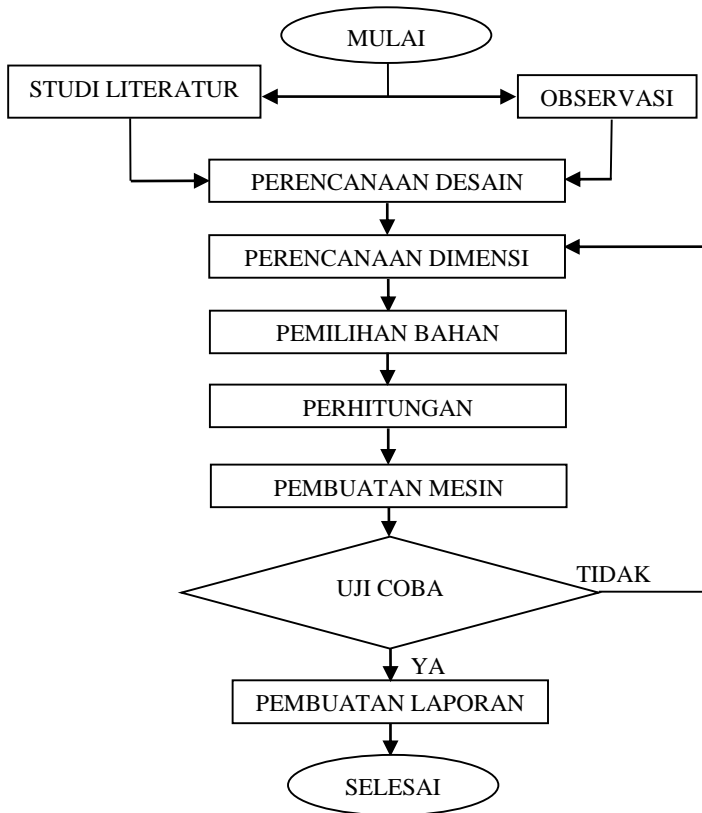 MULAI
STUDI LITERATUR
OBSERVASI
PERENCANAAN DESAIN
PERENCANAAN DIMENSI
PEMILIHAN BAHAN
PERHITUNGAN
PEMBUATAN MESIN
UJI COBA
TIDAK
YA
PEMBUATAN LAPORAN
SELESAI